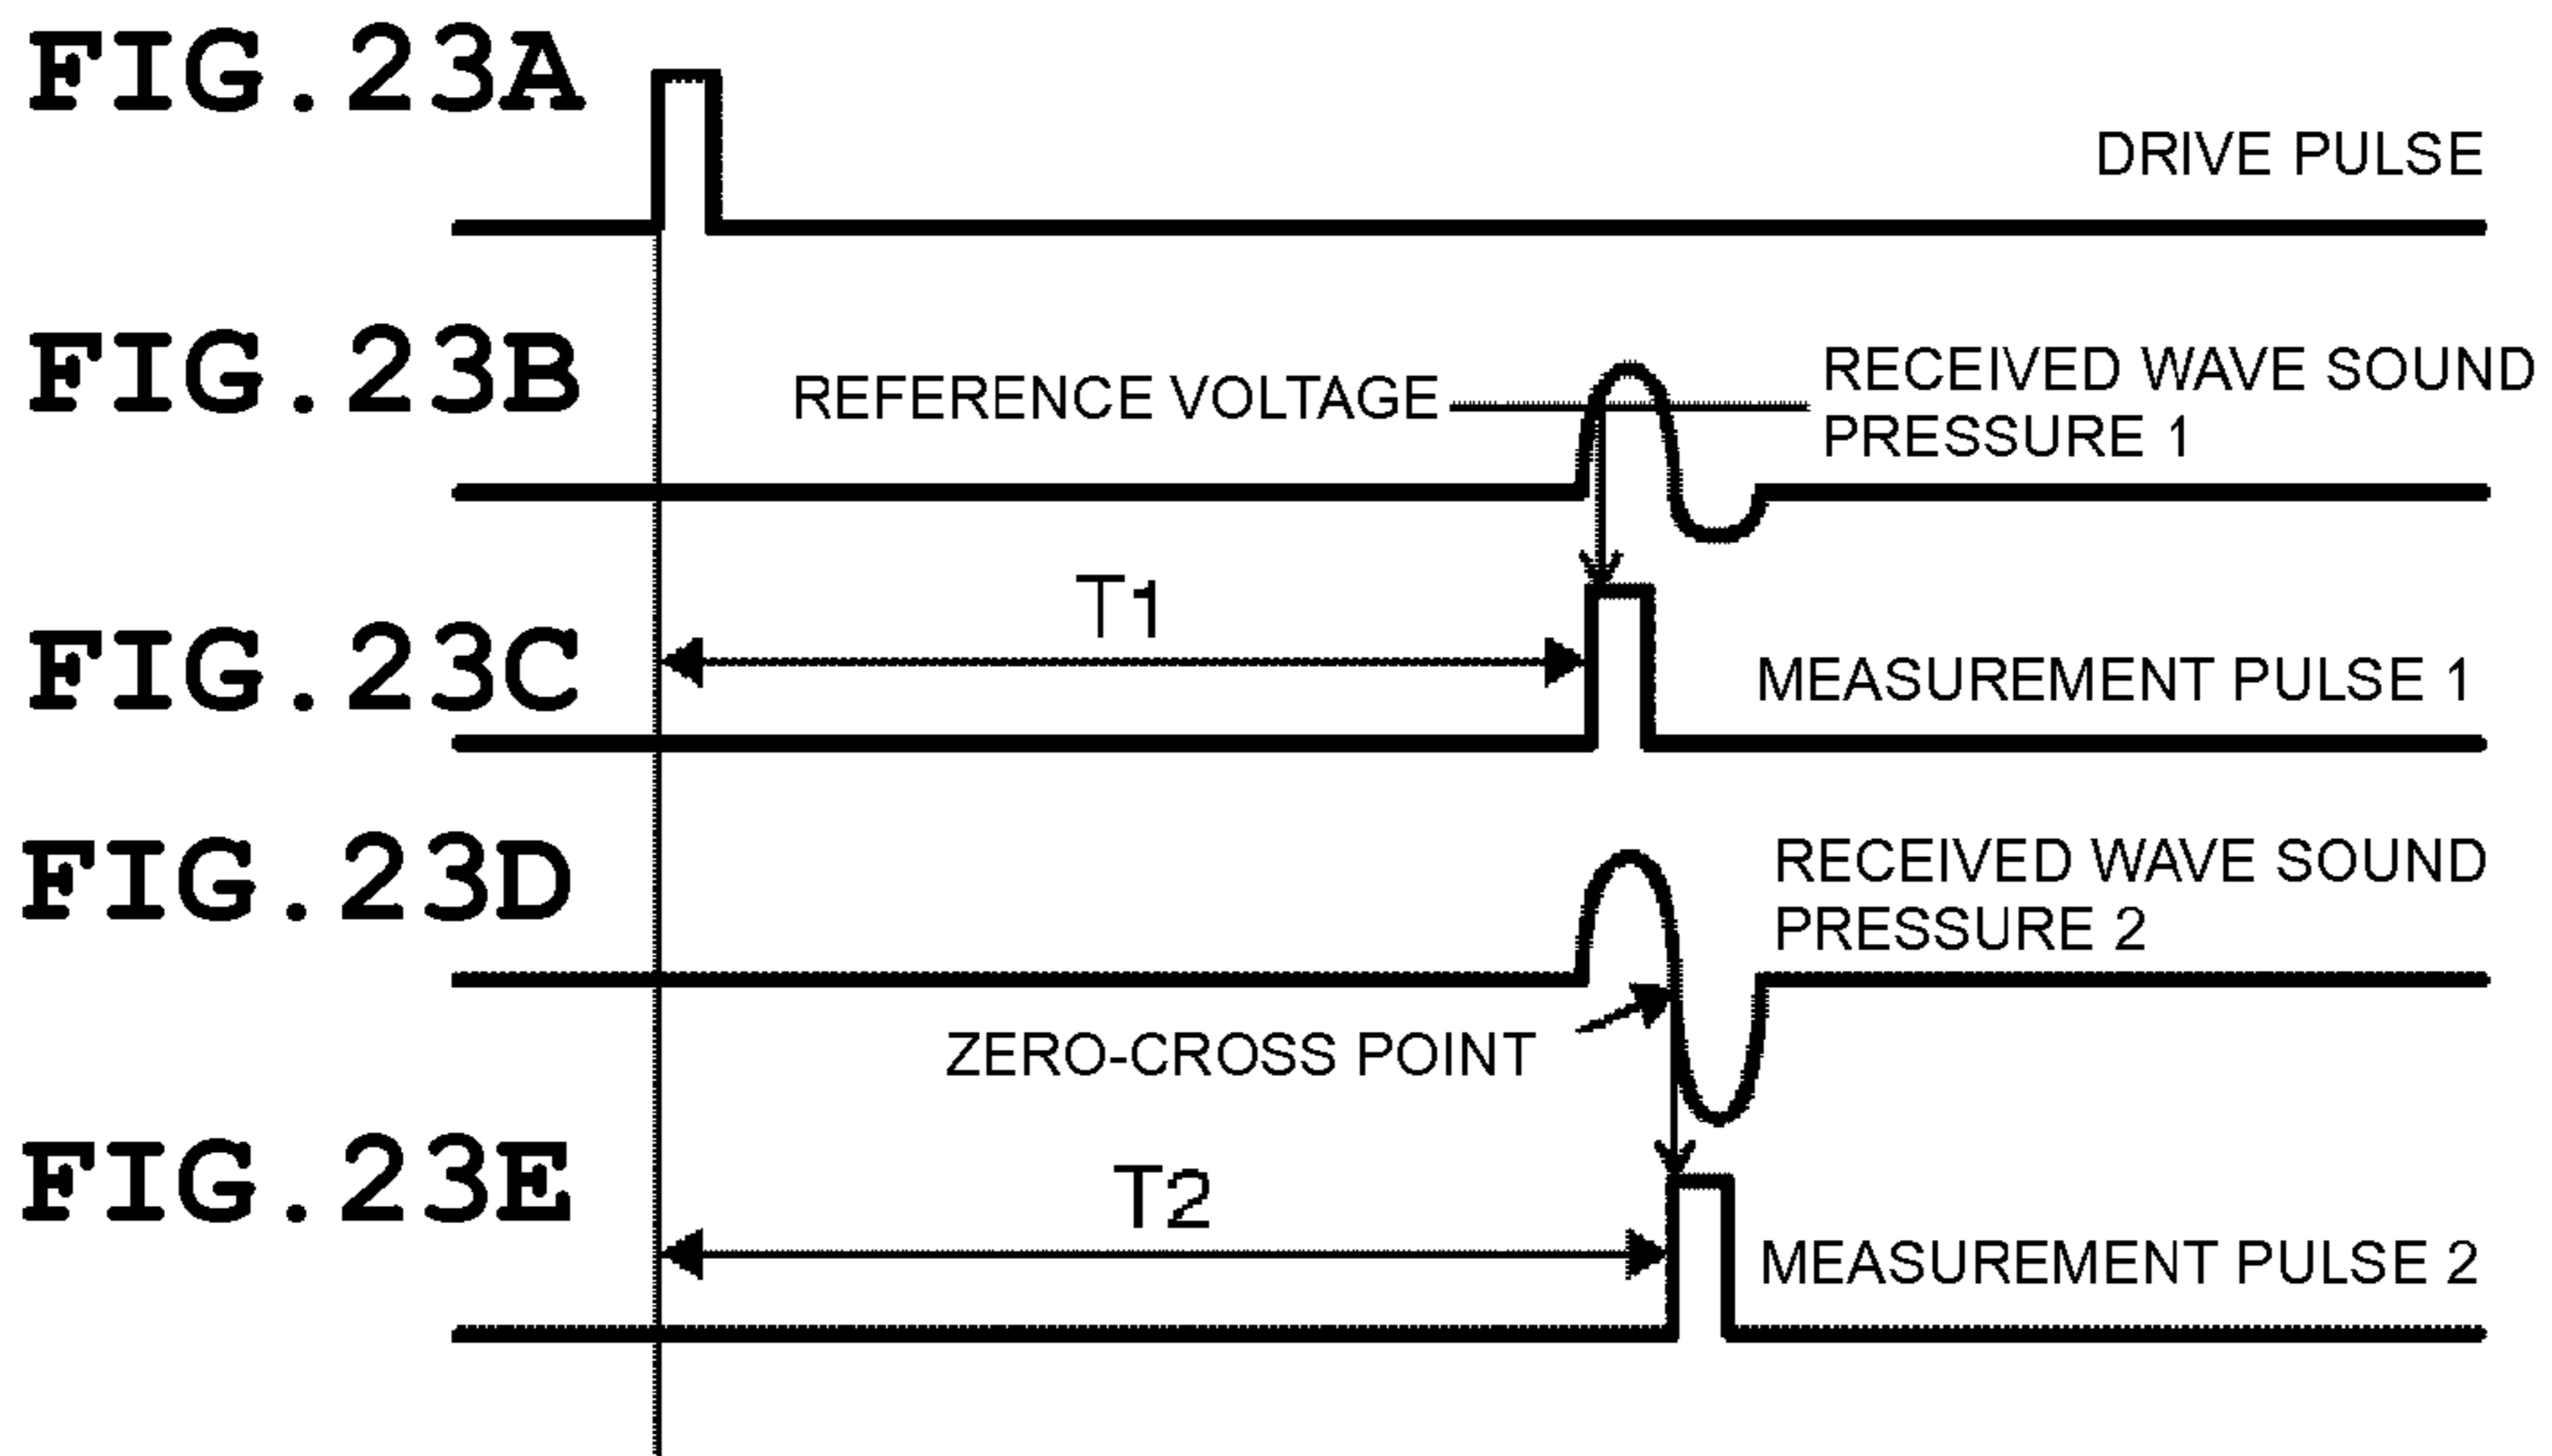 FIG.23A
DRIVE PULSE
FIG.23B
REFERENCE VOLTAGE
RECEIVED WAVE SOUND
PRESSURE 1
T1
FIG.23C
MEASUREMENT PULSE 1
FIG.23D
RECEIVED WAVE SOUND
PRESSURE 2
ZERO-CROSS POINT
FIG.23E
T2
MEASUREMENT PULSE 2